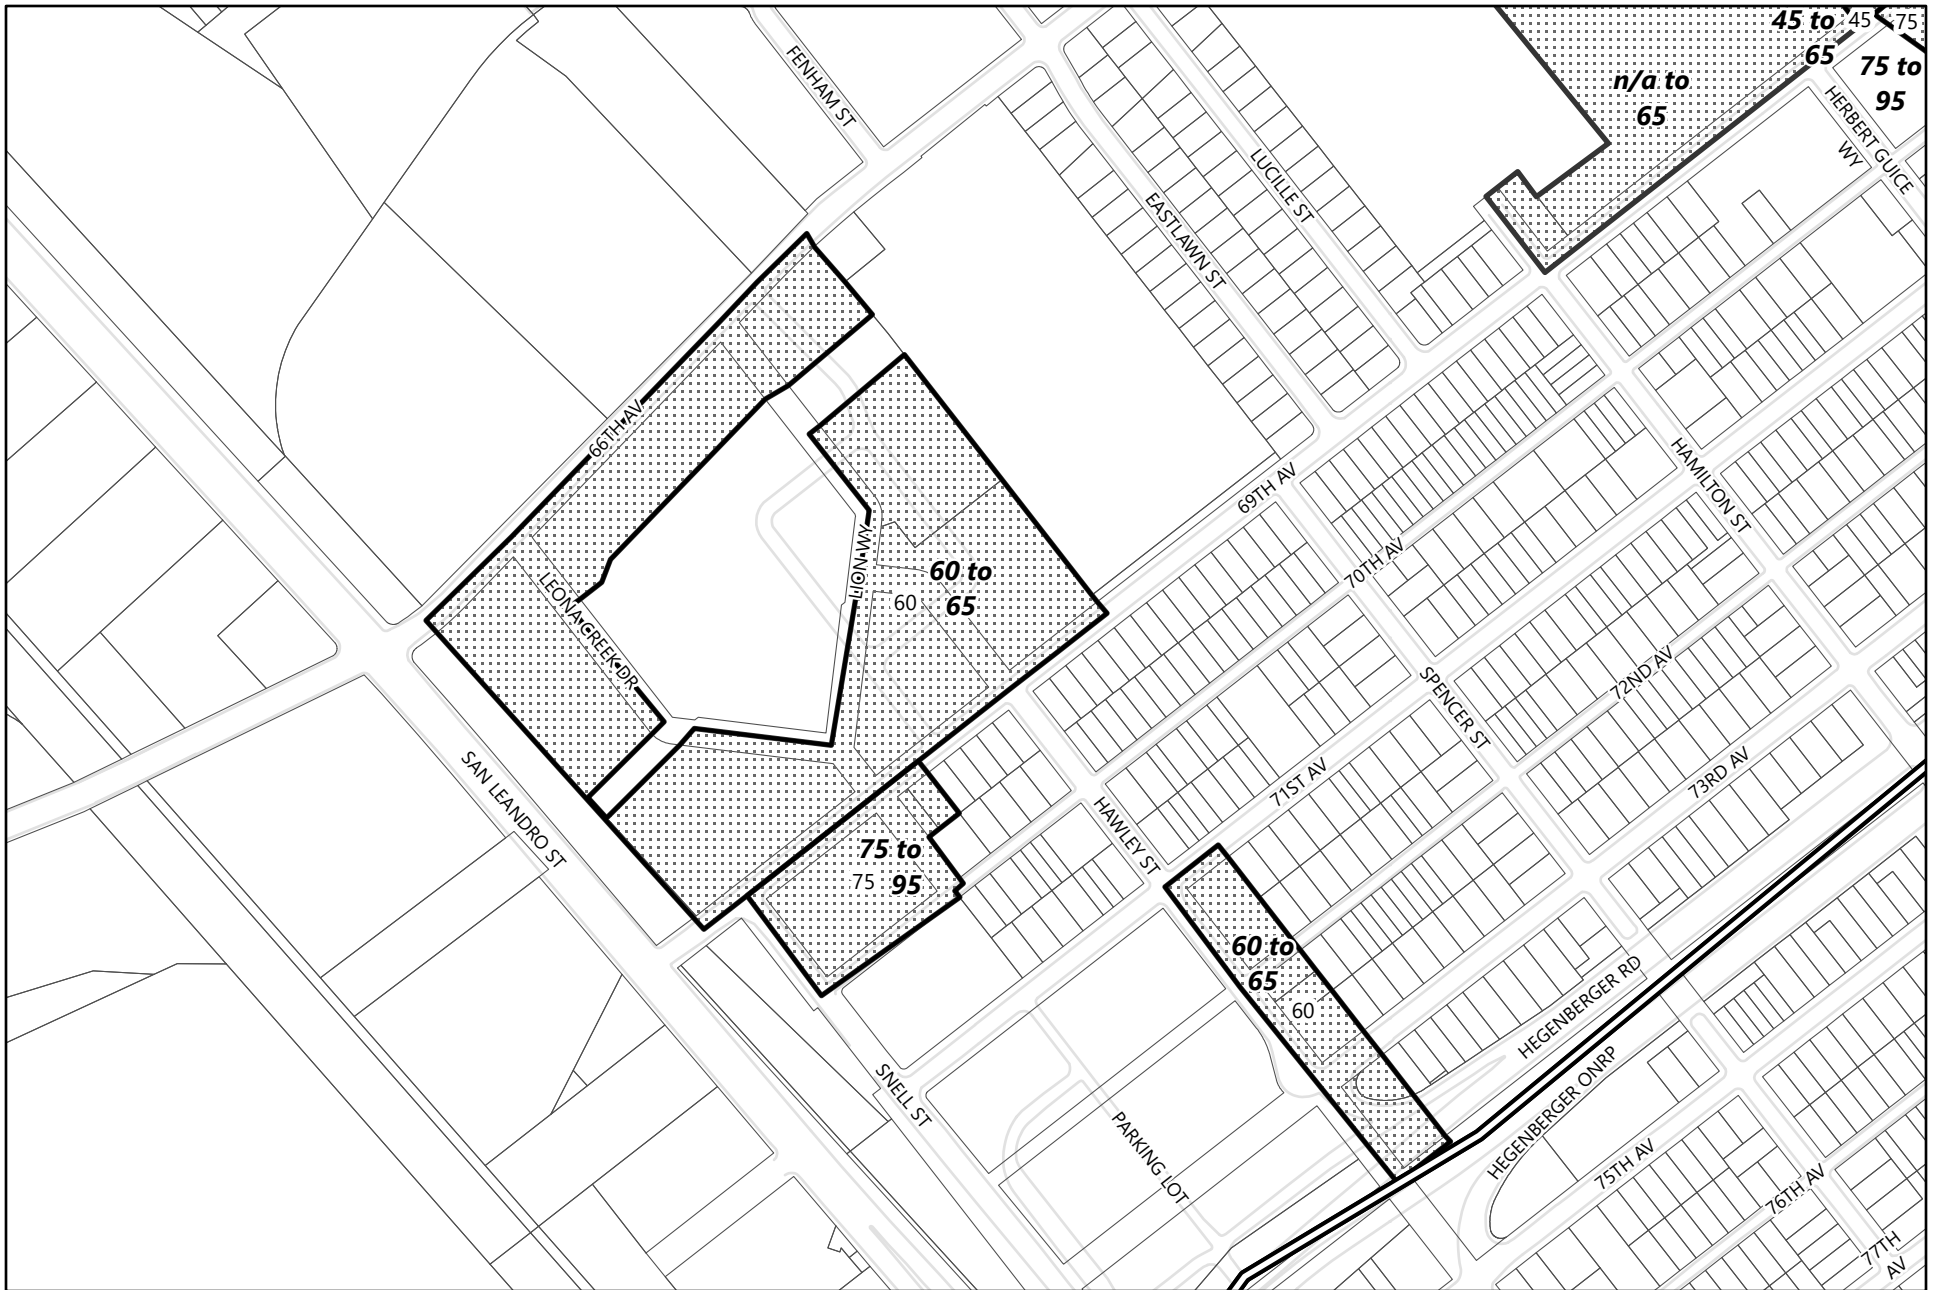 45 to
65
45
75
75 to
95
n/a to
65
FENHAM ST
HERBERT GUICE
WY
LUCILLE ST
EASTLAWN ST
66TH AV
69TH AV
HAMILTON ST
70TH AV
LION WY
LEONA CREEK DR
60 to
65
60
72ND AV
SPENCER ST
73RD AV
71ST AV
SAN LEANDRO ST
HAWLEY ST
75 to
95
75
60 to
65
60
HEGENBERGER RD
HEGENBERGER ONRP
SNELL ST
PARKING LOT
75TH AV
76TH AV
77TH
AV